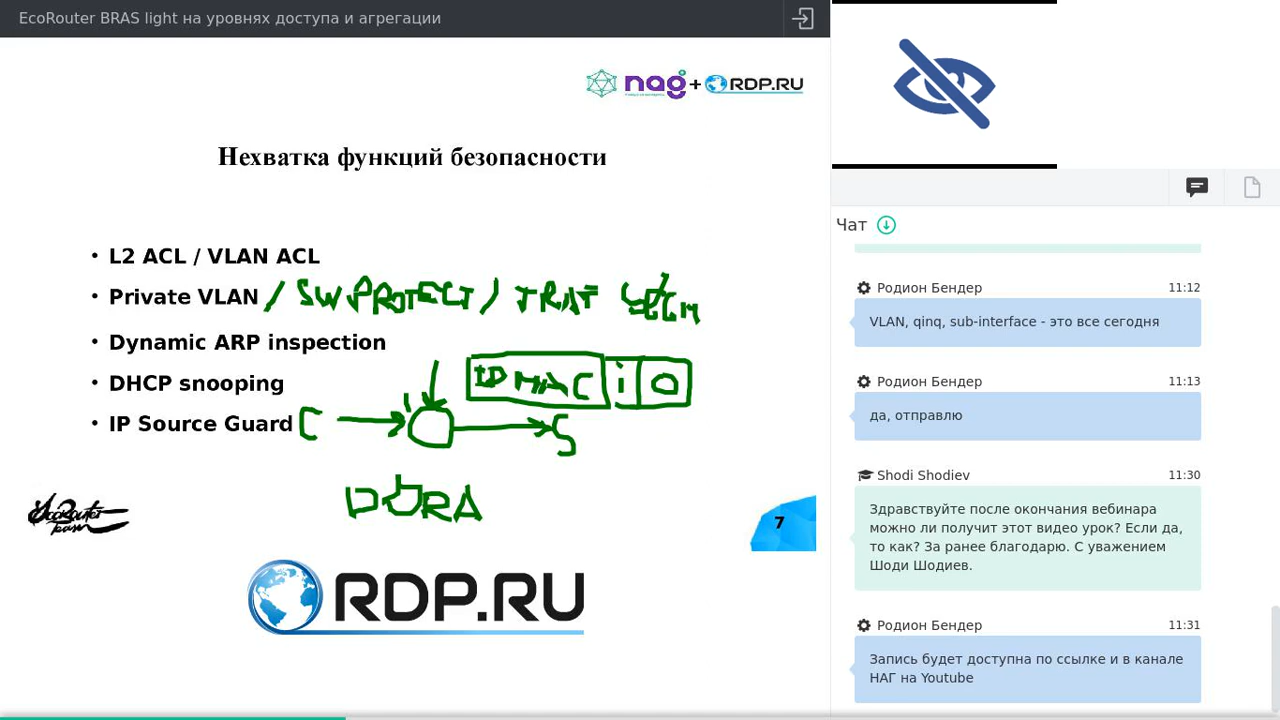 EcoRouter BRAS light на уровнях доступа и агрегации
nag + RDP.RU
Нехватка функций безопасности
• L2 ACL / VLAN ACL
• Private VLAN / SW PROTECT /
• Dynamic ARP inspection
IP MAC i O
• DHCP snooping
• IP Source Guard C S
DORA
EcoRouter team
7
RDP.RU
Чат
Родион Бендер 11:12
VLAN, qinq, sub-interface - это все сегодня
Родион Бендер 11:13
да, отправлю
Shodi Shodiev 11:30
Здравствуйте после окончания вебинара
можно ли получит этот видео урок? Если да,
то как? За ранее благодарю. С уважением
Шоди Шодиев.
Родион Бендер 11:31
Запись будет доступна по ссылке и в канале
НАГ на Youtube